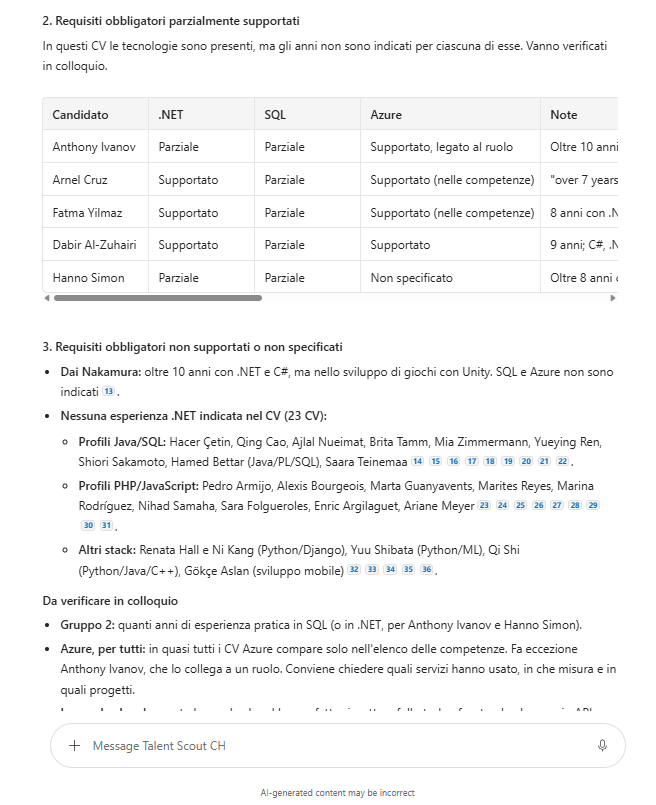 2. Requisiti obbligatori parzialmente supportati
In questi CV le tecnologie sono presenti, ma gli anni non sono indicati per ciascuna di esse. Vanno verificati
in colloquio.
Candidato .NET SQL Azure Note
Anthony Ivanov Parziale Parziale Supportato, legato al ruolo Oltre 10 anni
Arnel Cruz Supportato Parziale Supportato (nelle competenze) "over 7 years
Fatma Yilmaz Supportato Parziale Supportato (nelle competenze) 8 anni con .N
Dabir Al-Zuhairi Supportato Parziale Supportato 9 anni; C#, .N
Hanno Simon Parziale Parziale Non specificato Oltre 8 anni
3. Requisiti obbligatori non supportati o non specificati
• Dai Nakamura: oltre 10 anni con .NET e C#, ma nello sviluppo di giochi con Unity. SQL e Azure non sono
indicati 13 .
• Nessuna esperienza .NET indicata nel CV (23 CV):
○ Profili Java/SQL: Hacer Çetin, Qing Cao, Ajlal Nueimat, Brita Tamm, Mia Zimmermann, Yueying Ren,
Shiori Sakamoto, Hamed Bettar (Java/PL/SQL), Saara Teinemaa 14 15 16 17 18 19 20 21 22 .
○ Profili PHP/JavaScript: Pedro Armijo, Alexis Bourgeois, Marta Guanyavents, Marites Reyes, Marina
Rodríguez, Nihad Samaha, Sara Folgueroles, Enric Argilaguet, Ariane Meyer 23 24 25 26 27 28 29
30 31 .
○ Altri stack: Renata Hall e Ni Kang (Python/Django), Yuu Shibata (Python/ML), Qi Shi
(Python/Java/C++), Gökçe Aslan (sviluppo mobile) 32 33 34 35 36 .
Da verificare in colloquio
• Gruppo 2: quanti anni di esperienza pratica in SQL (o in .NET, per Anthony Ivanov e Hanno Simon).
• Azure, per tutti: in quasi tutti i CV Azure compare solo nell'elenco delle competenze. Fa eccezione
Anthony Ivanov, che lo collega a un ruolo. Conviene chiedere quali servizi hanno usato, in che misura e in
quali progetti.
Message Talent Scout CH
AI-generated content may be incorrect